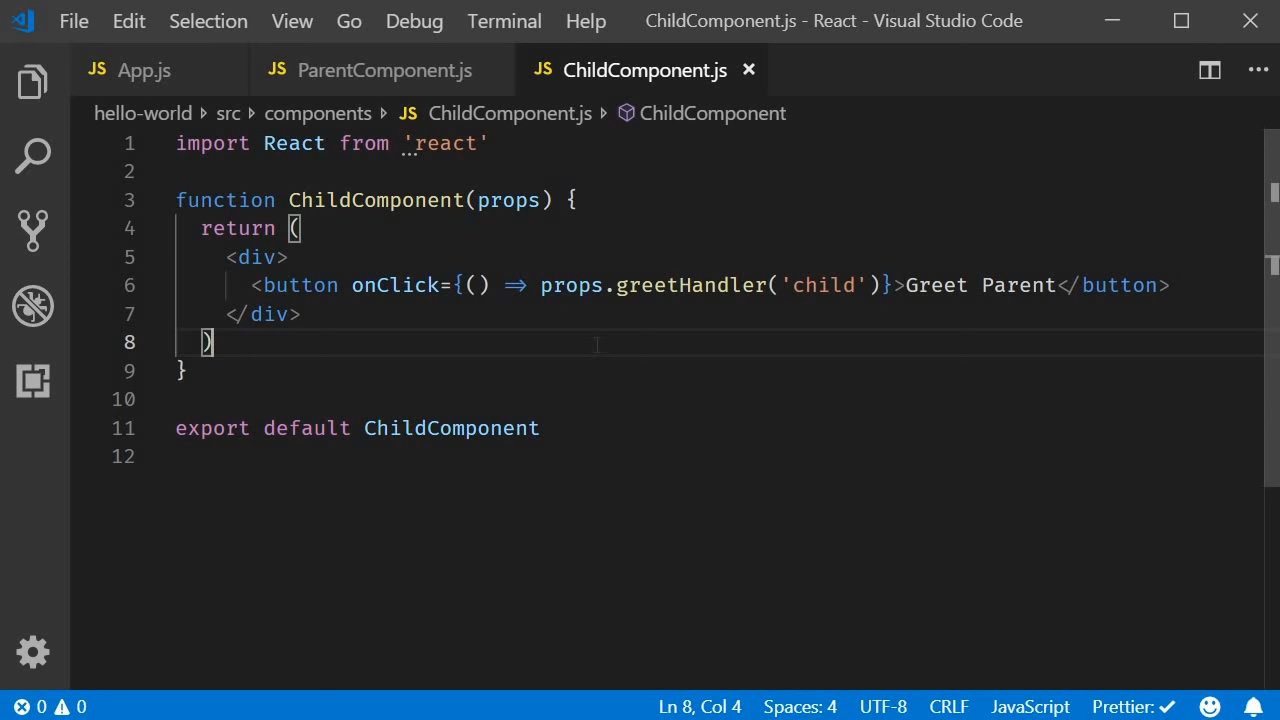 File Edit Selection View Go Debug Terminal Help ChildComponent.js - React - Visual Studio Code
JS App.js JS ParentComponent.js JS ChildComponent.js ×
hello-world › src › components › JS ChildComponent.js › ChildComponent
1 import React from 'react'
2
3 function ChildComponent(props) {
4 return (
5 <div>
6 <button onClick={() => props.greetHandler('child')}>Greet Parent</button>
7 </div>
8 )
9 }
10
11 export default ChildComponent
12
0 0 Ln 8, Col 4 Spaces: 4 UTF-8 CRLF JavaScript Prettier: ✓